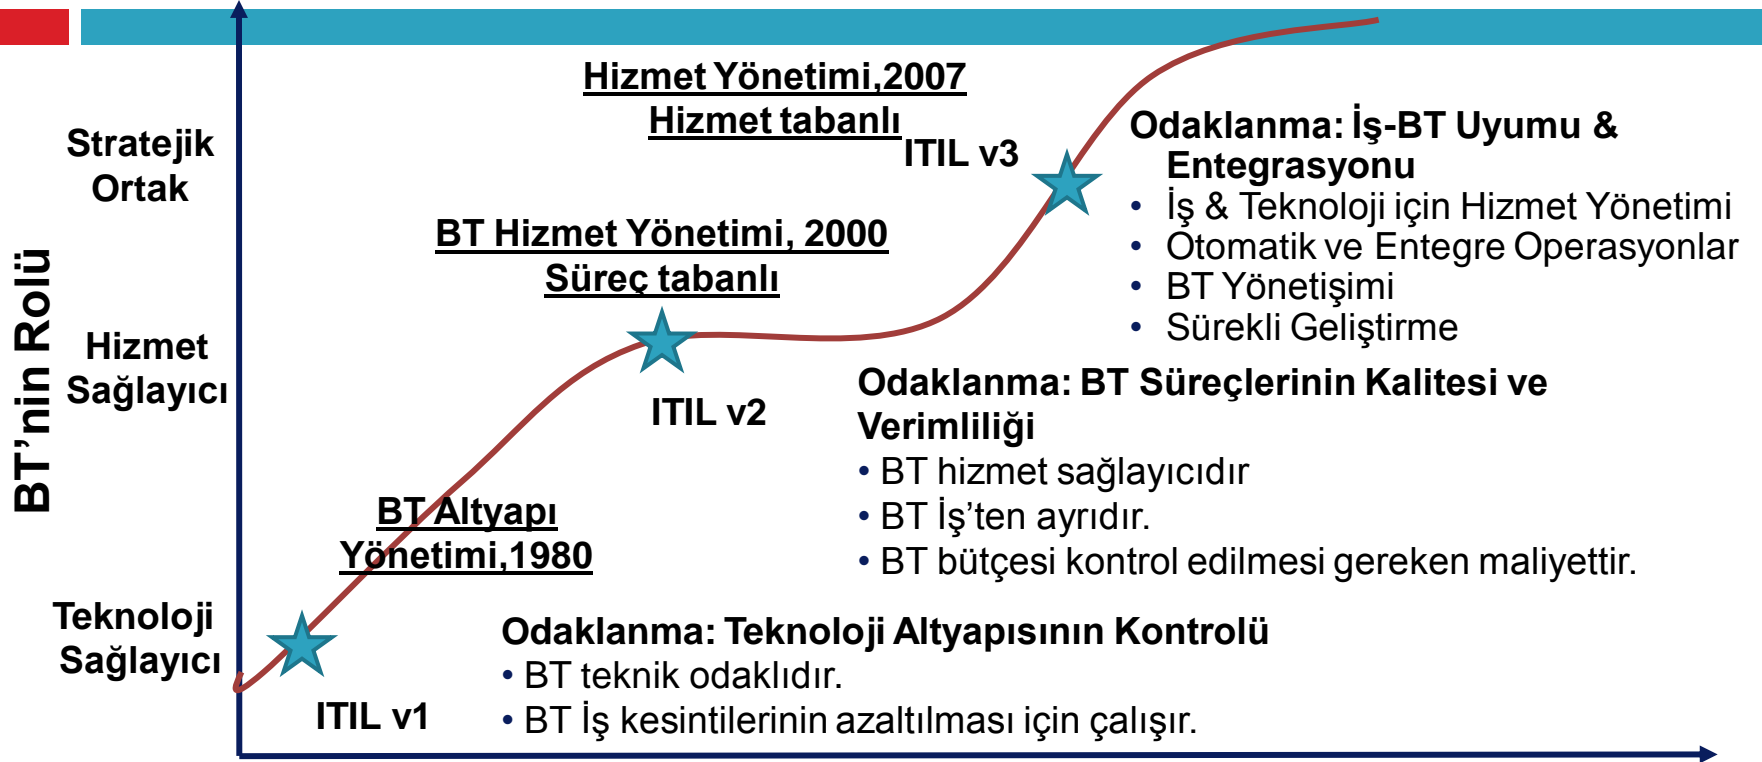 Hizmet Yönetimi,2007
Hizmet tabanlı
ITIL v3
Stratejik
Ortak
Odaklanma: İş-BT Uyumu &
Entegrasyonu
• İş & Teknoloji için Hizmet Yönetimi
• Otomatik ve Entegre Operasyonlar
• BT Yönetişimi
• Sürekli Geliştirme
BT Hizmet Yönetimi, 2000
Süreç tabanlı
BT’nin Rolü
Hizmet
Sağlayıcı
ITIL v2
Odaklanma: BT Süreçlerinin Kalitesi ve
Verimliliği
• BT hizmet sağlayıcıdır
• BT İş’ten ayrıdır.
• BT bütçesi kontrol edilmesi gereken maliyettir.
BT Altyapı
Yönetimi,1980
Teknoloji
Sağlayıcı
ITIL v1
Odaklanma: Teknoloji Altyapısının Kontrolü
• BT teknik odaklıdır.
• BT İş kesintilerinin azaltılması için çalışır.